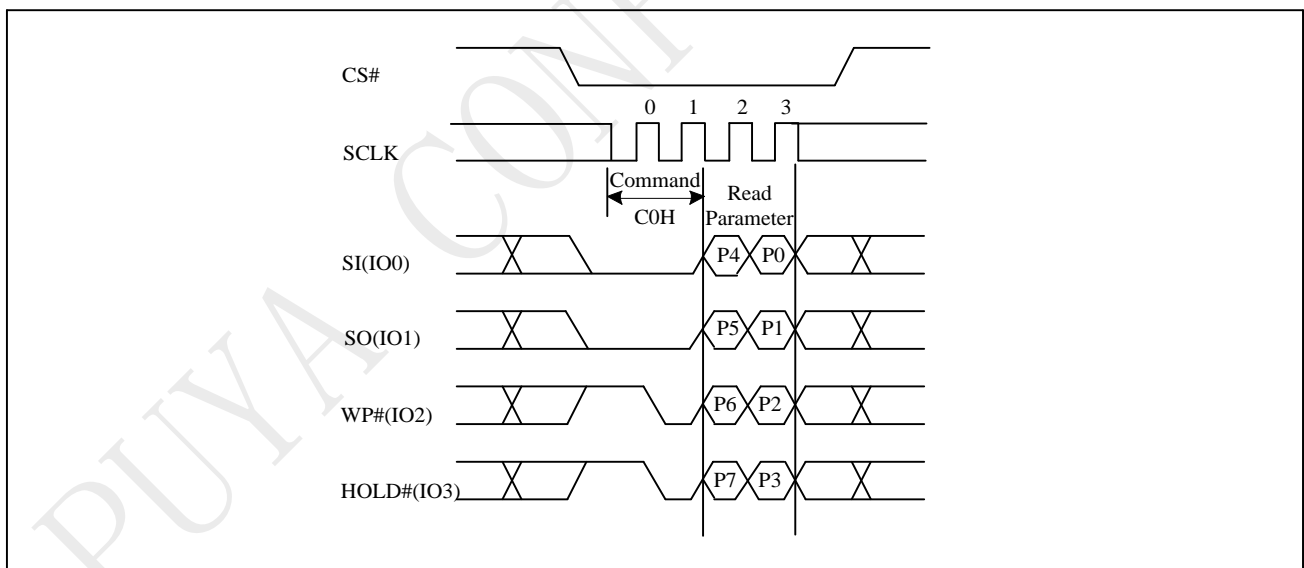 CS#
0 1 2 3
SCLK
Command
C0H
Read
Parameter
SI(IO0)
P4 P0
SO(IO1)
P5 P1
WP#(IO2)
P6 P2
HOLD#(IO3)
P7 P3
PUYA CONF